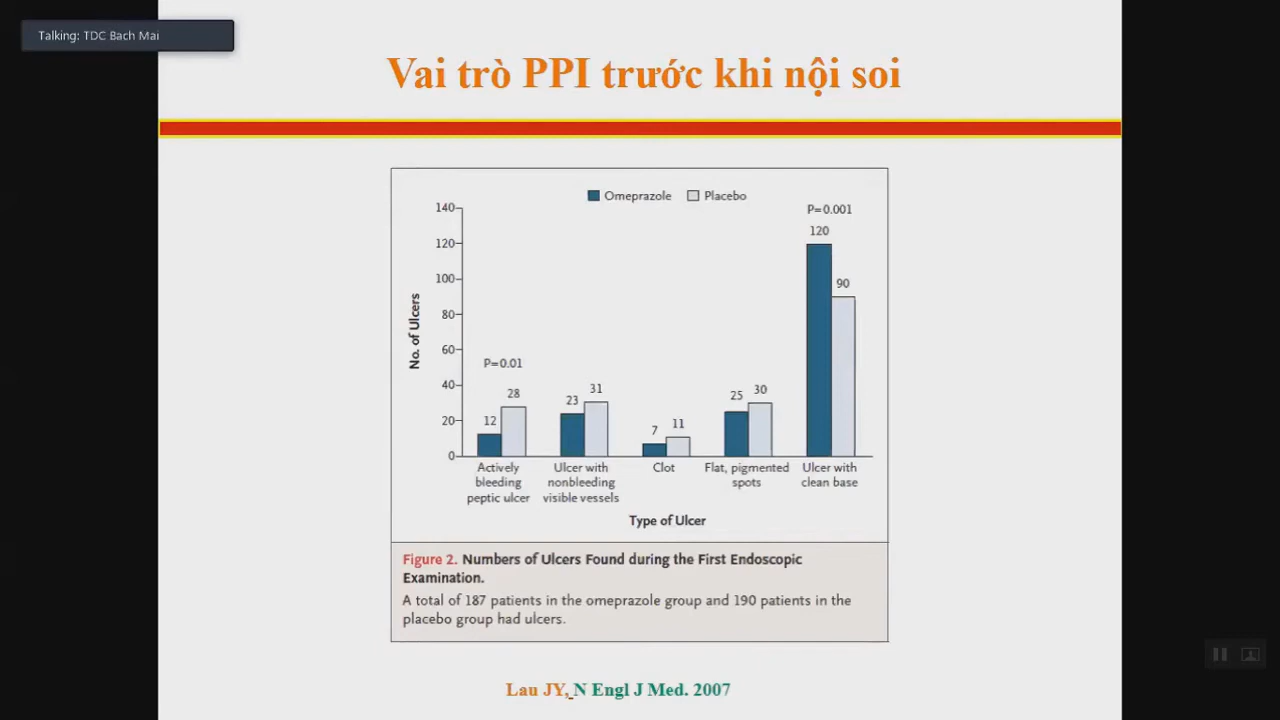 Talking: TDC Bach Mai
Vai trò PPI trước khi nội soi
Omeprazole Placebo
140
120
100
80
60
40
20
0
No. of Ulcers
P=0.01
P=0.001
12 28
23 31
7 11
25 30
120 90
Actively bleeding peptic ulcer
Ulcer with nonbleeding visible vessels
Clot
Flat, pigmented spots
Ulcer with clean base
Type of Ulcer
Figure 2. Numbers of Ulcers Found during the First Endoscopic
Examination.
A total of 187 patients in the omeprazole group and 190 patients in the
placebo group had ulcers.
Lau JY, N Engl J Med. 2007